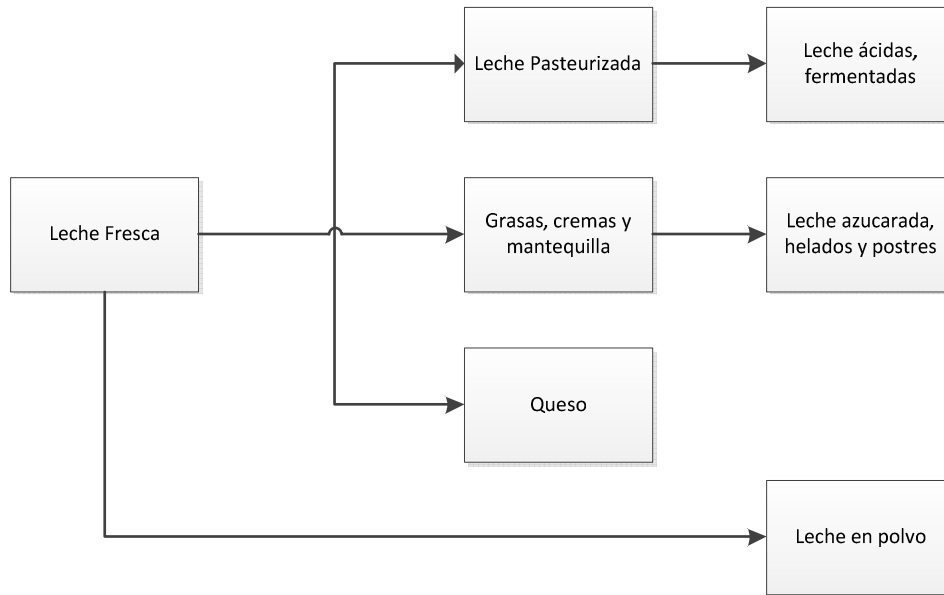 Leche Pasteurizada
Leche ácidas,
fermentadas
Leche Fresca
Grasas, cremas y
mantequilla
Leche azucarada,
helados y postres
Queso
Leche en polvo